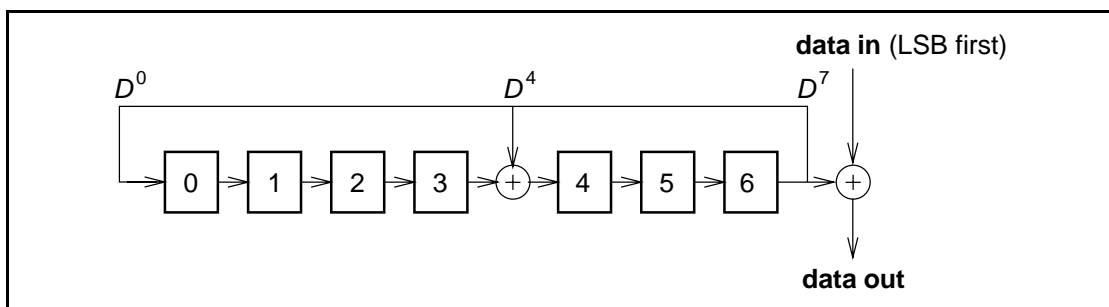 data in (LSB first)
D⁰ D⁴ D⁷
0 1 2 3 + 4 5 6 +
data out